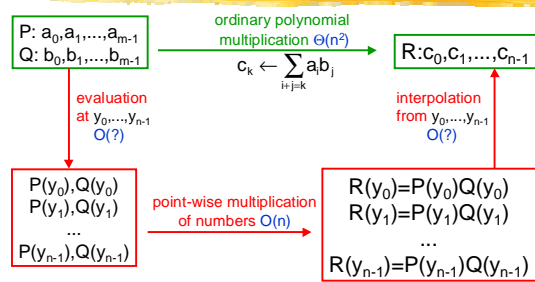 P: a₀,a₁,...,aₘ₋₁
Q: b₀,b₁,...,bₘ₋₁
ordinary polynomial
multiplication Θ(n²)
cₖ ← ∑ aᵢbⱼ
i+j=k
R:c₀,c₁,...,cₙ₋₁
evaluation
at y₀,...,yₙ₋₁
O(?)
interpolation
from y₀,...,yₙ₋₁
O(?)
P(y₀),Q(y₀)
P(y₁),Q(y₁)
...
P(yₙ₋₁),Q(yₙ₋₁)
point-wise multiplication
of numbers O(n)
R(y₀)=P(y₀)Q(y₀)
R(y₁)=P(y₁)Q(y₁)
...
R(yₙ₋₁)=P(yₙ₋₁)Q(yₙ₋₁)